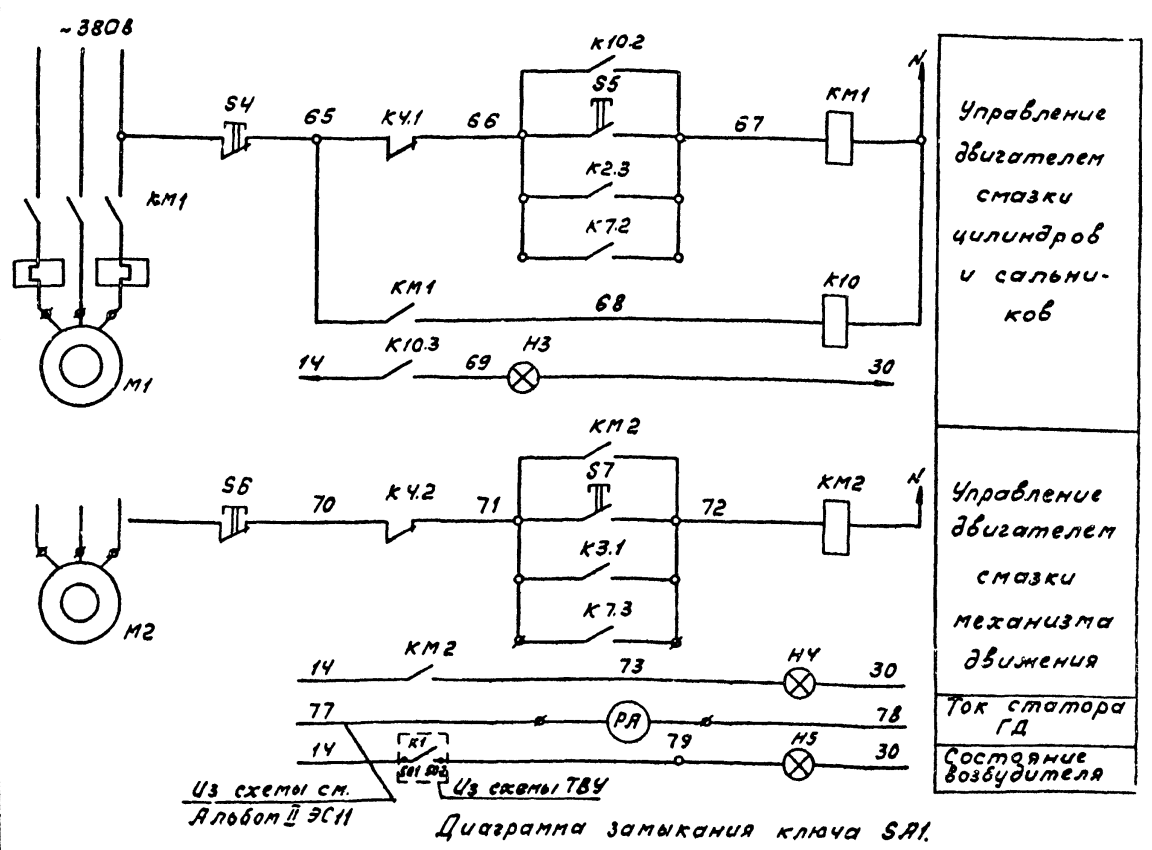 ~380в
S4
65
К4.1
66
К10.2
S5
67
КМ1
N
К2.3
К7.2
КМ1
КМ1
68
К10
14
К10.3
69
Н3
30
М1
Управление
двигателем
смазки
цилиндров
и сальни-
ков
S6
70
К4.2
71
КМ2
S7
72
КМ2
N
К3.1
К7.3
М2
14
КМ2
73
Н4
30
Управление
двигателем
смазки
механизма
движения
77
РА
78
Ток статора
ГД
14
К1
501 502
79
Н5
30
Состояние
возбудителя
Из схемы см.
Альбом II ЭС11
Из схемы ТВУ
Диаграмма замыкания ключа SA1.